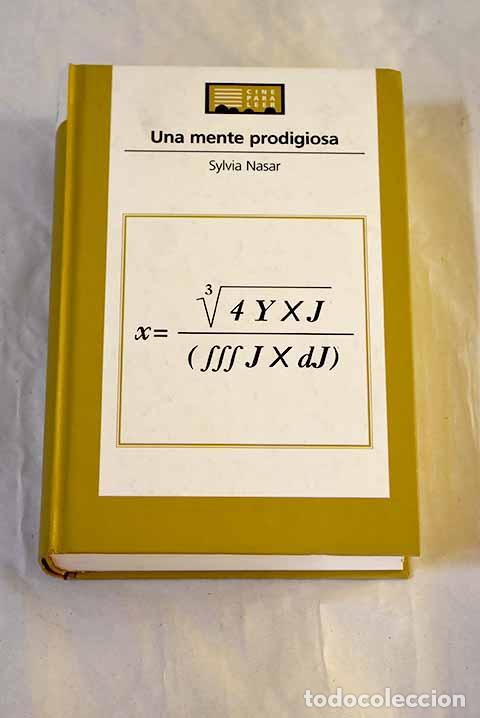 CINE
PARA
LEER
Una mente prodigiosa
Sylvia Nasar
x = ∛(4 Y X J) / (∫∫∫ J X dJ)
todocoleccion